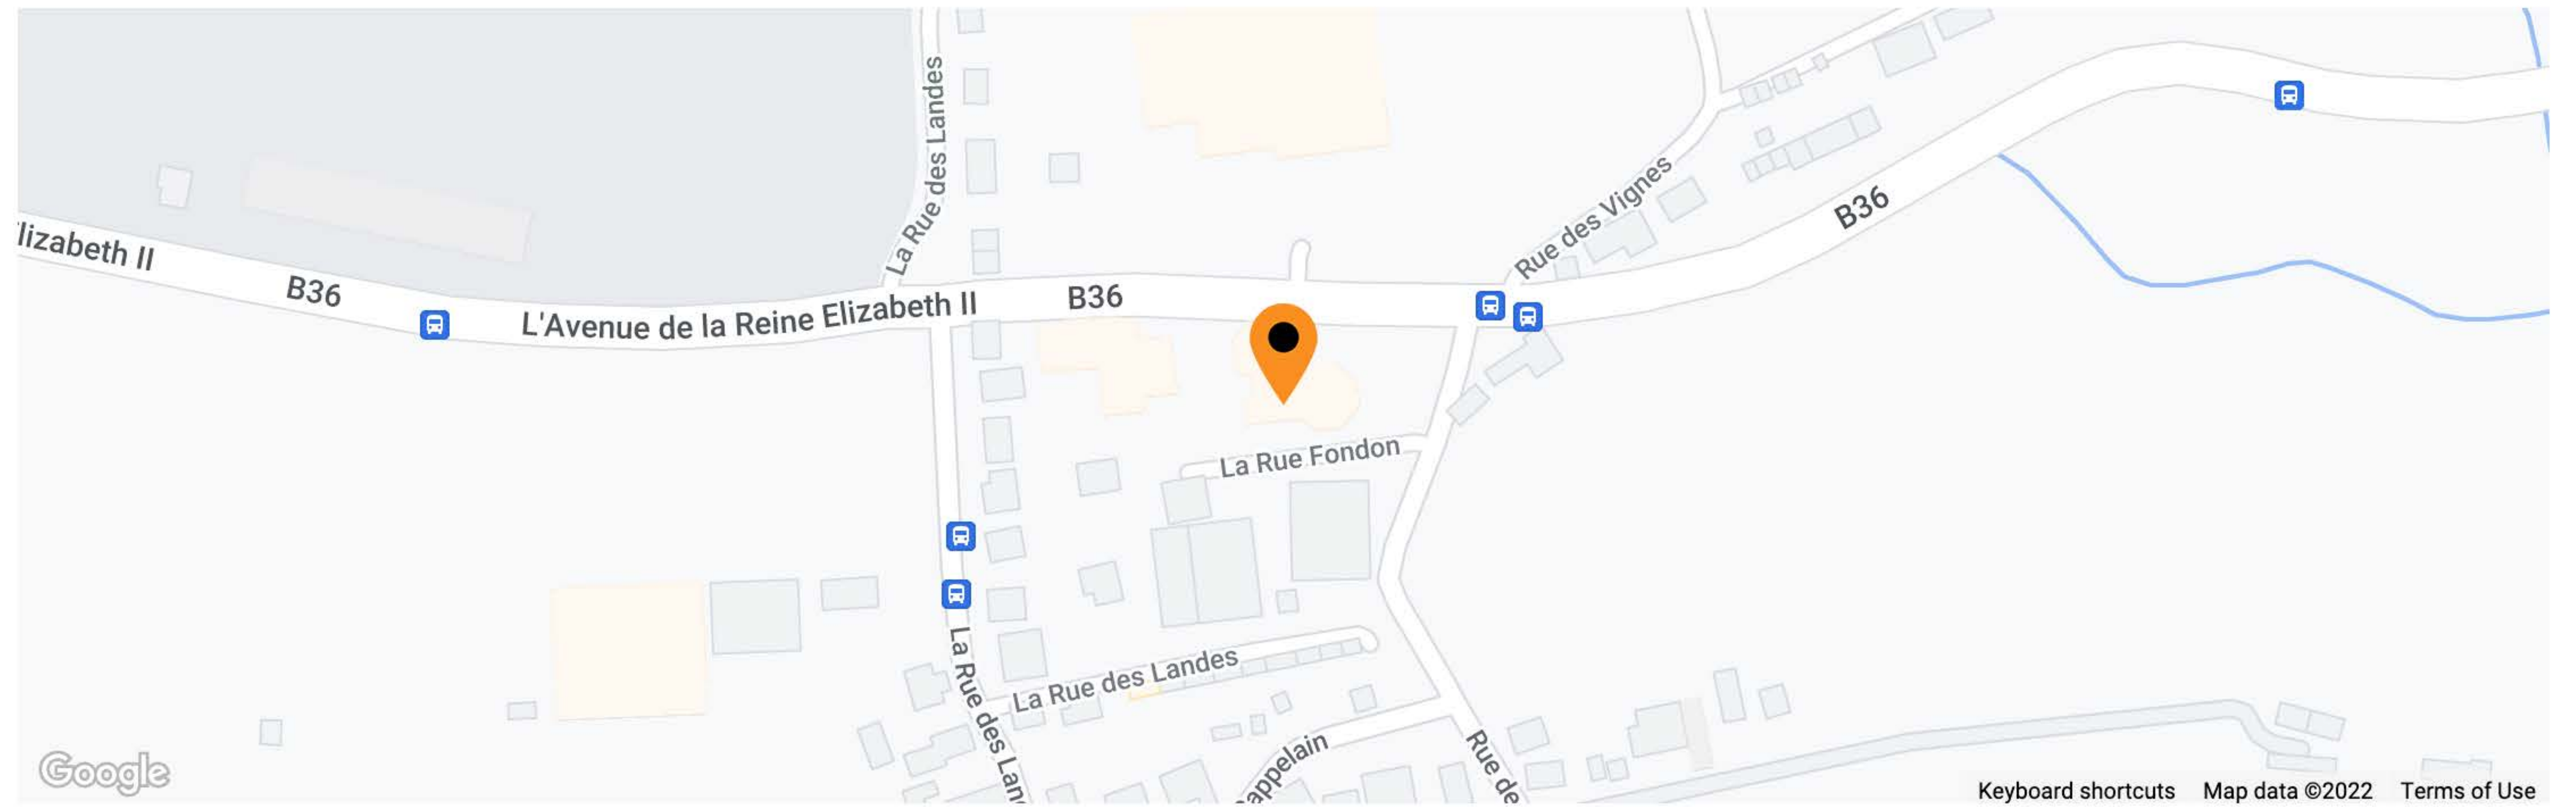 La Rue des Landes
Rue des Vignes
B36
lizabeth II
B36
L'Avenue de la Reine Elizabeth II
B36
La Rue Fondon
La Rue des Landes
La Rue des Lan
appelain
Rue de
Google
Keyboard shortcuts
Map data ©2022
Terms of Use